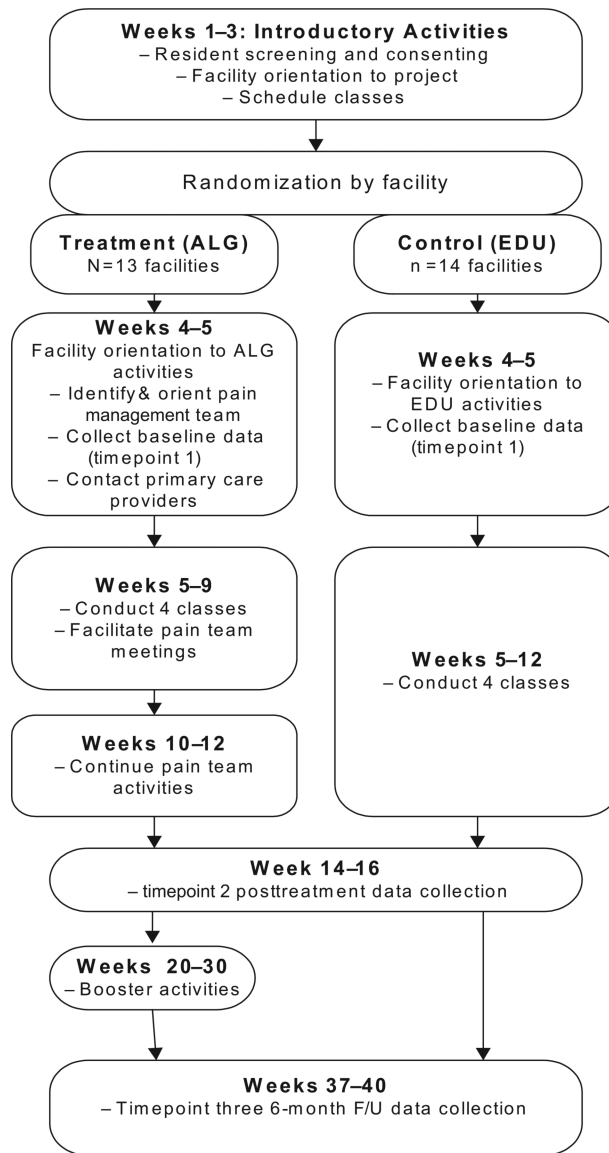 Weeks 1–3: Introductory Activities
– Resident screening and consenting
– Facility orientation to project
– Schedule classes
Randomization by facility
Treatment (ALG)
N=13 facilities
Control (EDU)
n =14 facilities
Weeks 4–5
Facility orientation to ALG
activities
– Identify& orient pain
management team
– Collect baseline data
(timepoint 1)
– Contact primary care
providers
Weeks 4–5
– Facility orientation to
EDU activities
– Collect baseline data
(timepoint 1)
Weeks 5–9
– Conduct 4 classes
– Facilitate pain team
meetings
Weeks 5–12
– Conduct 4 classes
Weeks 10–12
– Continue pain team
activities
Week 14–16
– timepoint 2 posttreatment data collection
Weeks 20–30
– Booster activities
Weeks 37–40
– Timepoint three 6-month F/U data collection